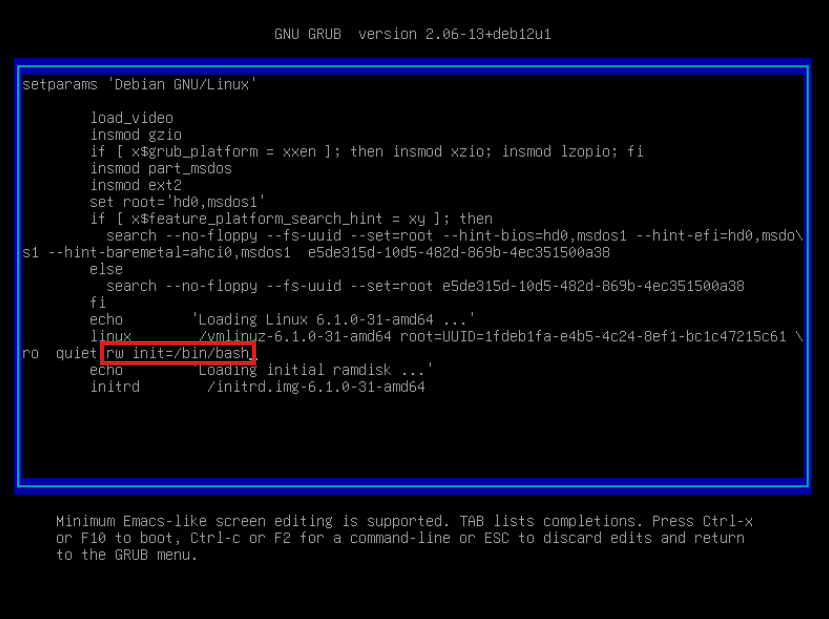 GNU GRUB  version 2.06-13+deb12u1
setparams 'Debian GNU/Linux'
load_video
insmod gzio
if [ x$grub_platform = xxen ]; then insmod xzio; insmod lzopio; fi
insmod part_msdos
insmod ext2
set root='hd0,msdos1'
if [ x$feature_platform_search_hint = xy ]; then
search --no-floppy --fs-uuid --set=root --hint-bios=hd0,msdos1 --hint-efi=hd0,msdo\
s1 --hint-baremetal=ahci0,msdos1  e5de315d-10d5-482d-869b-4ec351500a38
else
search --no-floppy --fs-uuid --set=root e5de315d-10d5-482d-869b-4ec351500a38
fi
echo        'Loading Linux 6.1.0-31-amd64 ...'
linux        /vmlinuz-6.1.0-31-amd64 root=UUID=1fdeb1fa-e4b5-4c24-8ef1-bc1c47215c61 \
ro  quiet rw init=/bin/bash
echo        'Loading initial ramdisk ...'
initrd        /initrd.img-6.1.0-31-amd64
Minimum Emacs-like screen editing is supported. TAB lists completions. Press Ctrl-x
or F10 to boot, Ctrl-c or F2 for a command-line or ESC to discard edits and return
to the GRUB menu.